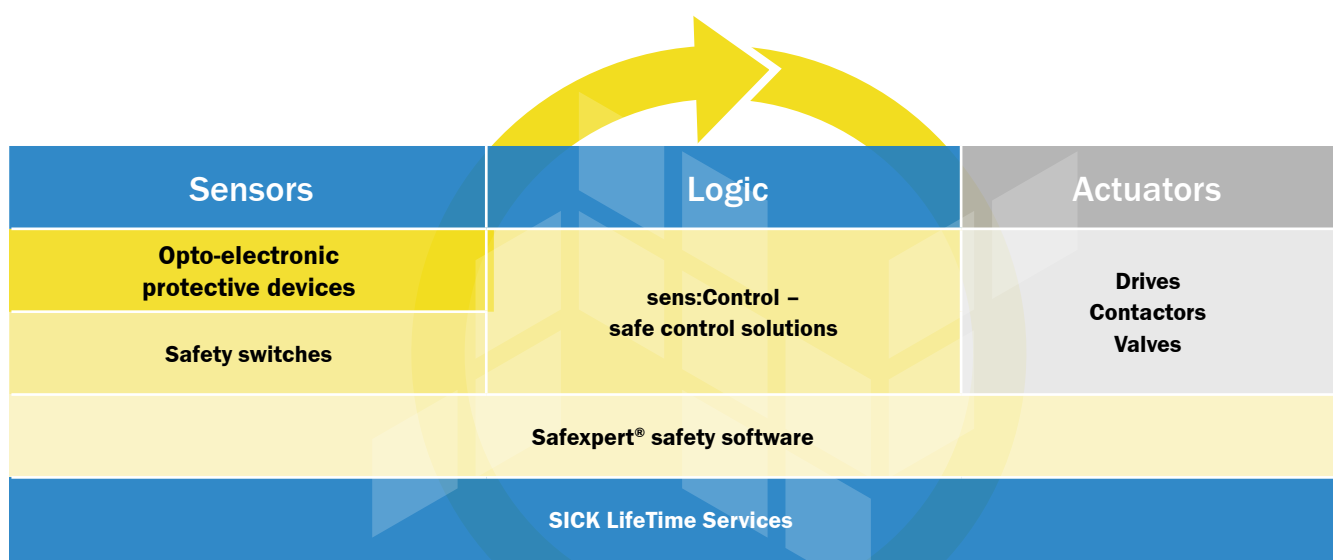 Sensors
Logic
Actuators
Opto-electronic
protective devices
Safety switches
sens:Control –
safe control solutions
Drives
Contactors
Valves
Safexpert® safety software
SICK LifeTime Services